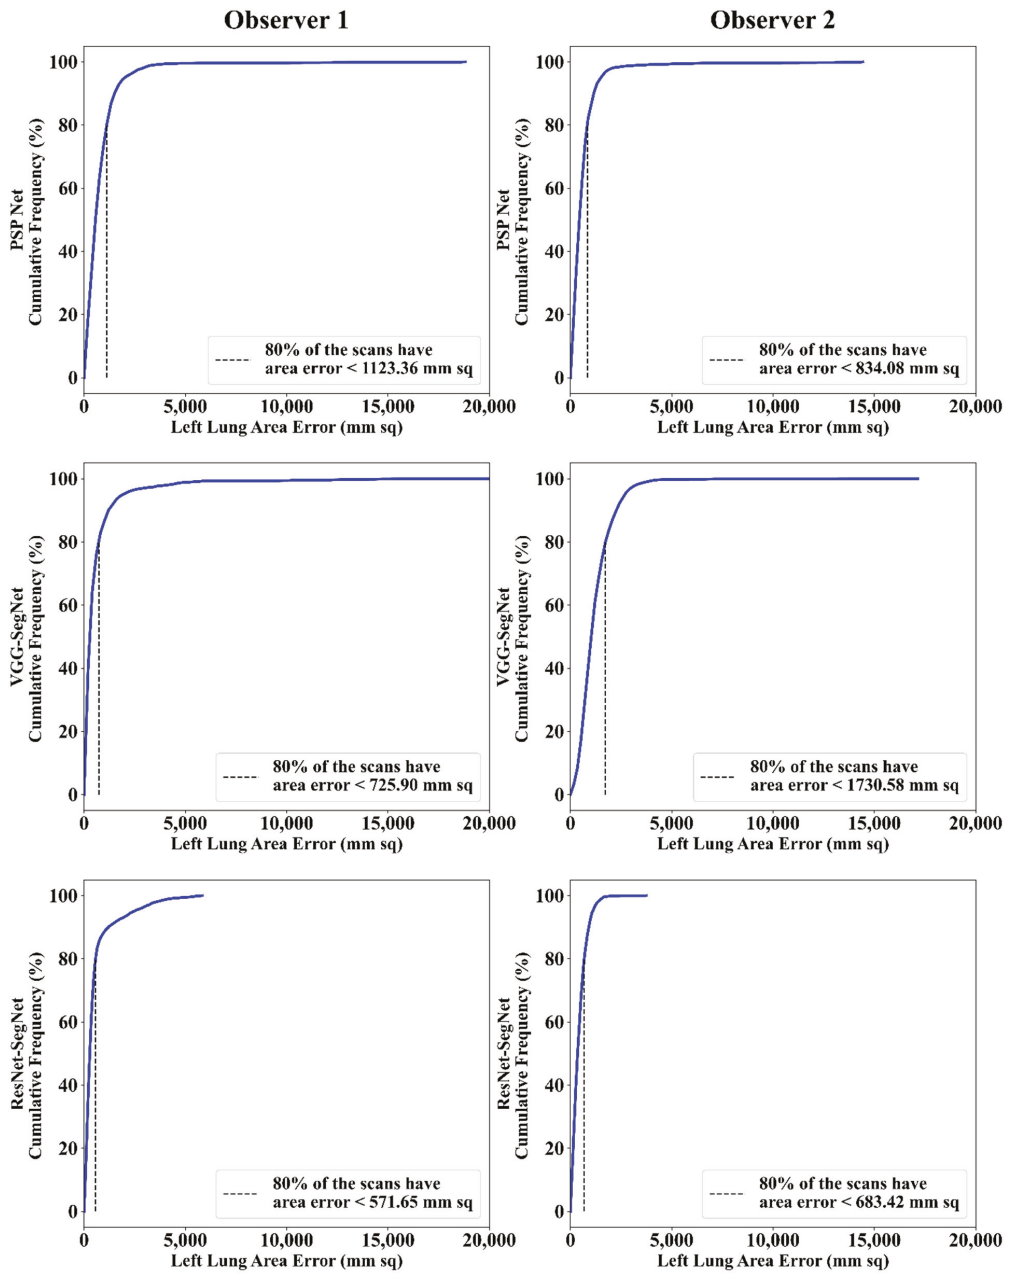 Observer 1
Observer 2
PSP Net
Cumulative Frequency (%)
100
80
60
40
20
0
80% of the scans have
area error < 1123.36 mm sq
0 5,000 10,000 15,000 20,000
Left Lung Area Error (mm sq)
PSP Net
Cumulative Frequency (%)
100
80
60
40
20
0
80% of the scans have
area error < 834.08 mm sq
0 5,000 10,000 15,000 20,000
Left Lung Area Error (mm sq)
VGG-SegNet
Cumulative Frequency (%)
100
80
60
40
20
0
80% of the scans have
area error < 725.90 mm sq
0 5,000 10,000 15,000 20,000
Left Lung Area Error (mm sq)
VGG-SegNet
Cumulative Frequency (%)
100
80
60
40
20
0
80% of the scans have
area error < 1730.58 mm sq
0 5,000 10,000 15,000 20,000
Left Lung Area Error (mm sq)
ResNet-SegNet
Cumulative Frequency (%)
100
80
60
40
20
0
80% of the scans have
area error < 571.65 mm sq
0 5,000 10,000 15,000 20,000
Left Lung Area Error (mm sq)
ResNet-SegNet
Cumulative Frequency (%)
100
80
60
40
20
0
80% of the scans have
area error < 683.42 mm sq
0 5,000 10,000 15,000 20,000
Left Lung Area Error (mm sq)